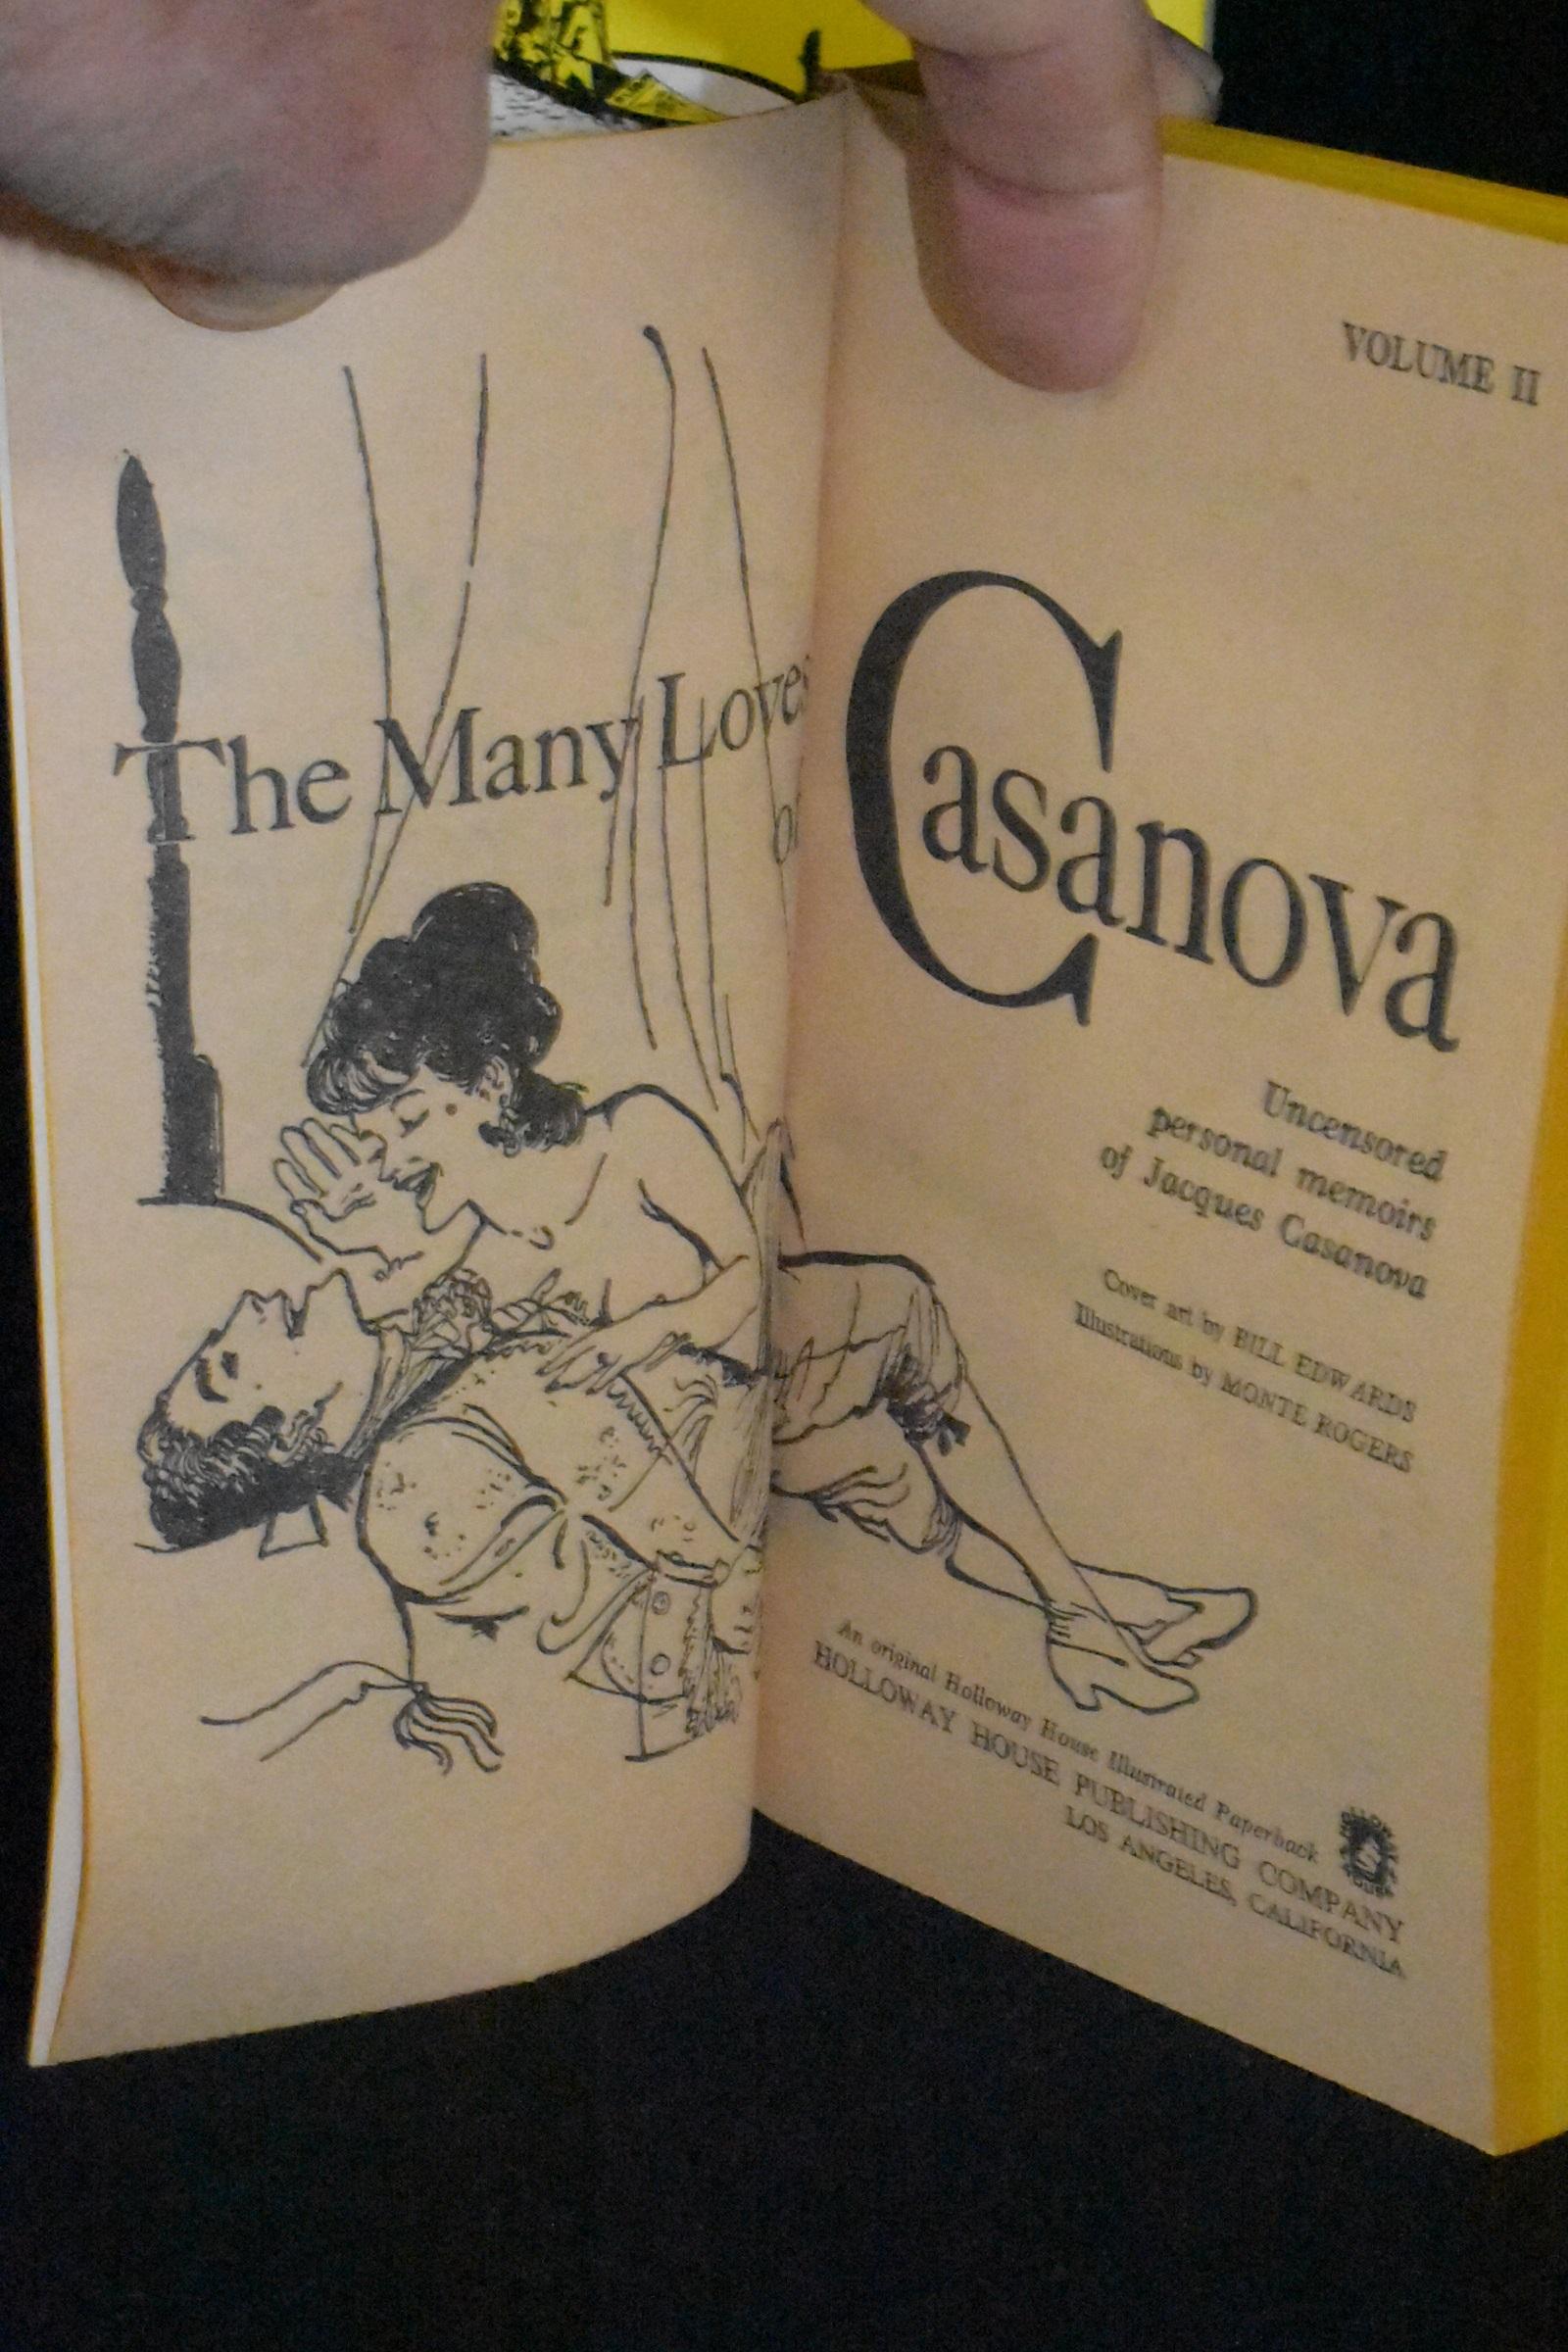 The Many Loves
VOLUME II
Casanova
Uncensored
personal memoirs
of Jacques Casanova
Cover art by BILL EDWARDS
Illustrations by MONTE ROGERS
An original Holloway House Illustrated Paperback
HOLLOWAY HOUSE PUBLISHING COMPANY
LOS ANGELES, CALIFORNIA